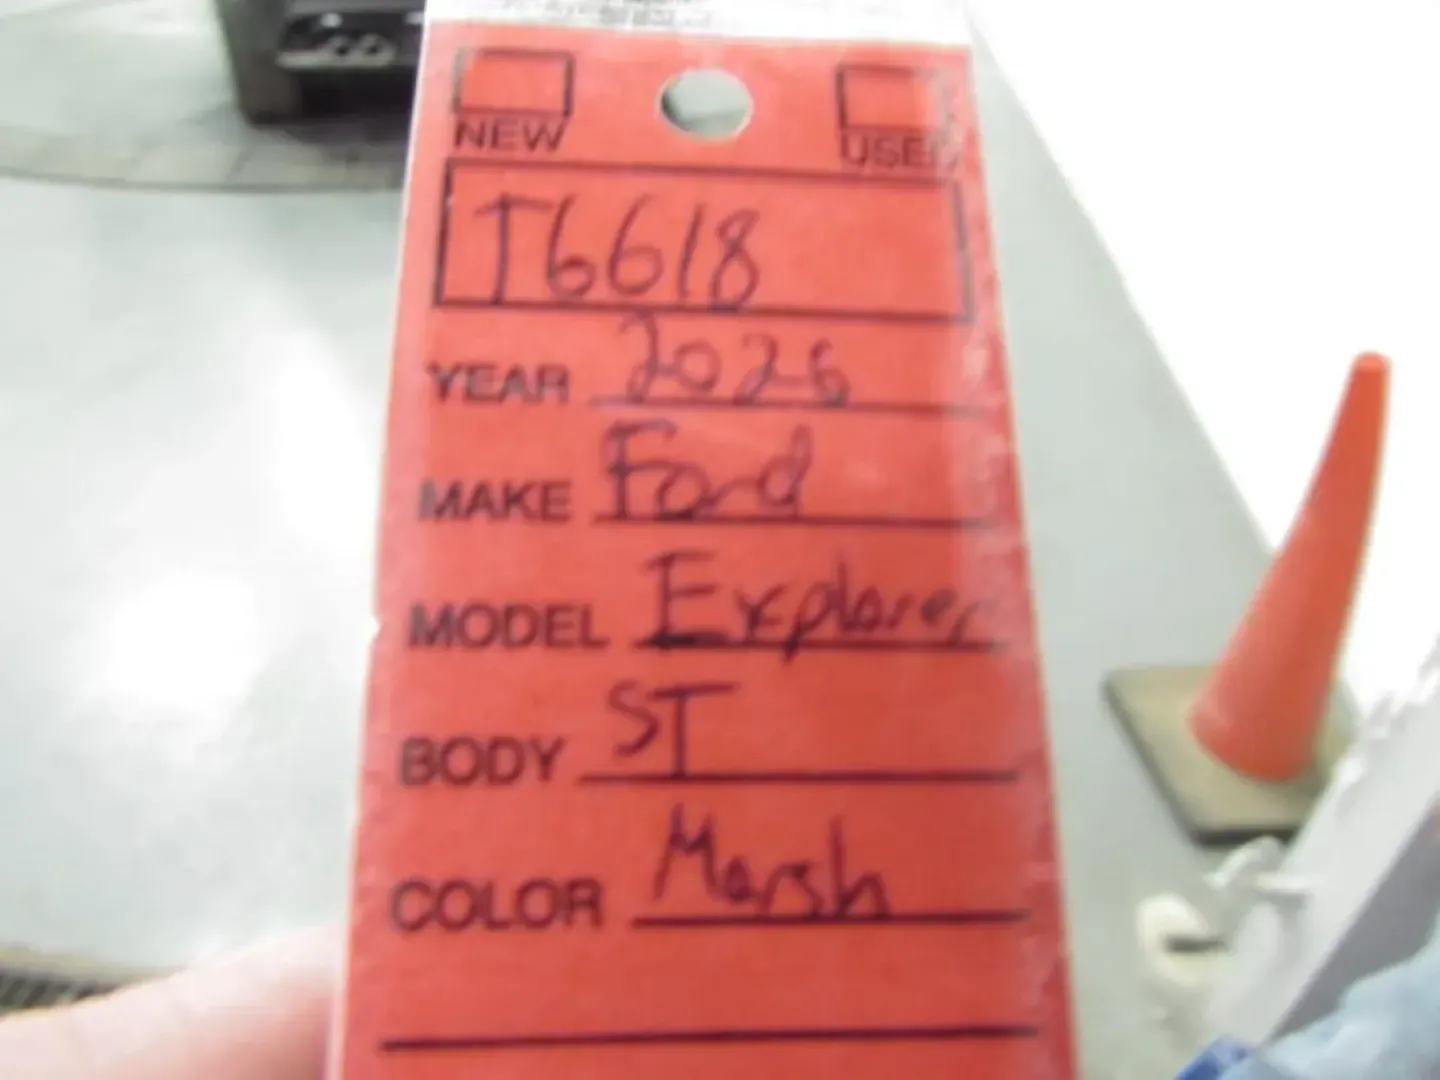 NEW USED
T6618
YEAR 2026
MAKE Ford
MODEL Explorer
BODY ST
COLOR Marsh